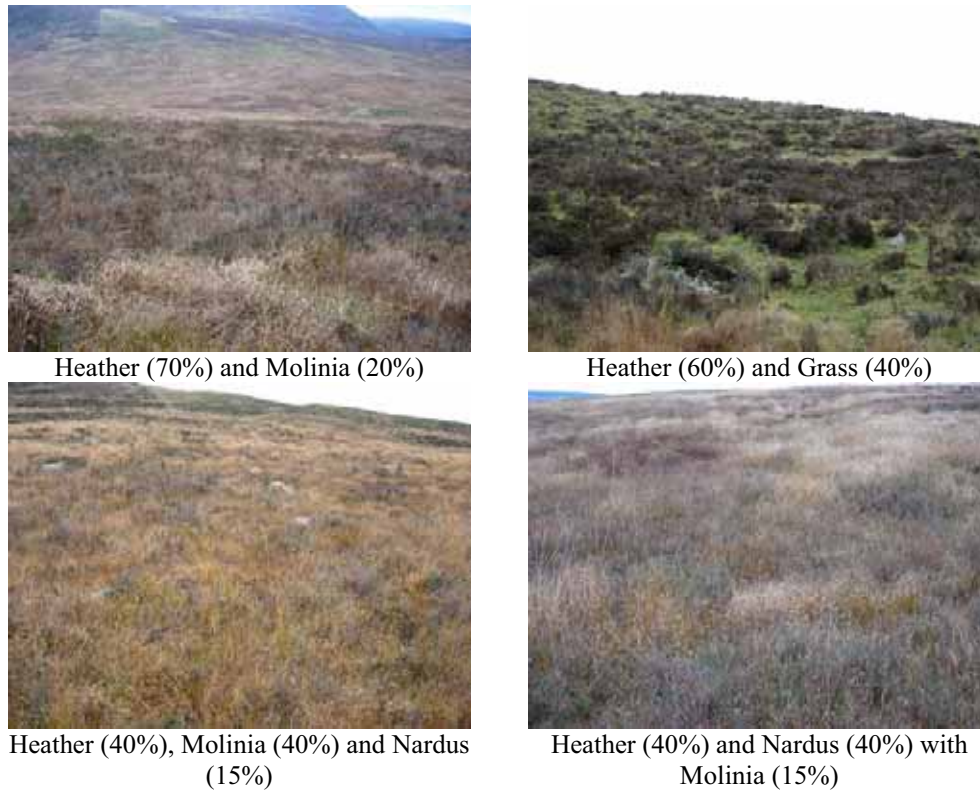 Heather (70%) and Molinia (20%)
Heather (60%) and Grass (40%)
Heather (40%), Molinia (40%) and Nardus
(15%)
Heather (40%) and Nardus (40%) with
Molinia (15%)